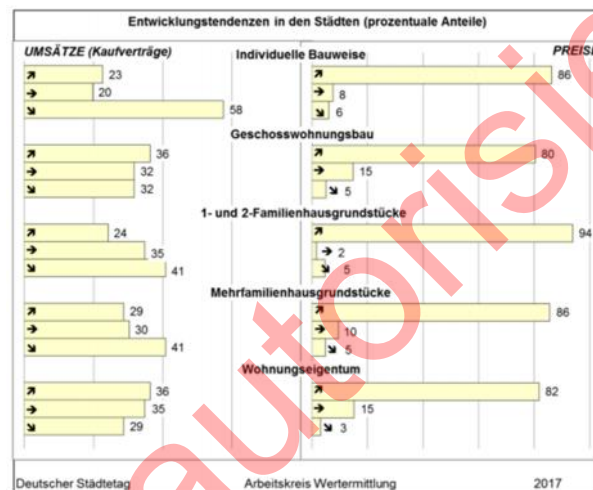 Entwicklungstendenzen in den Städten (prozentuale Anteile)
UMSÄTZE (Kaufverträge) PREISE
Individuelle Bauweise
23 86
20 8
58 6
Geschosswohnungsbau
36 80
32 15
32 5
1- und 2-Familienhausgrundstücke
24 94
35 2
41 5
Mehrfamilienhausgrundstücke
29 86
30 10
41 5
Wohnungseigentum
36 82
35 15
29 3
Deutscher Städtetag Arbeitskreis Wertermittlung 2017
autorisie